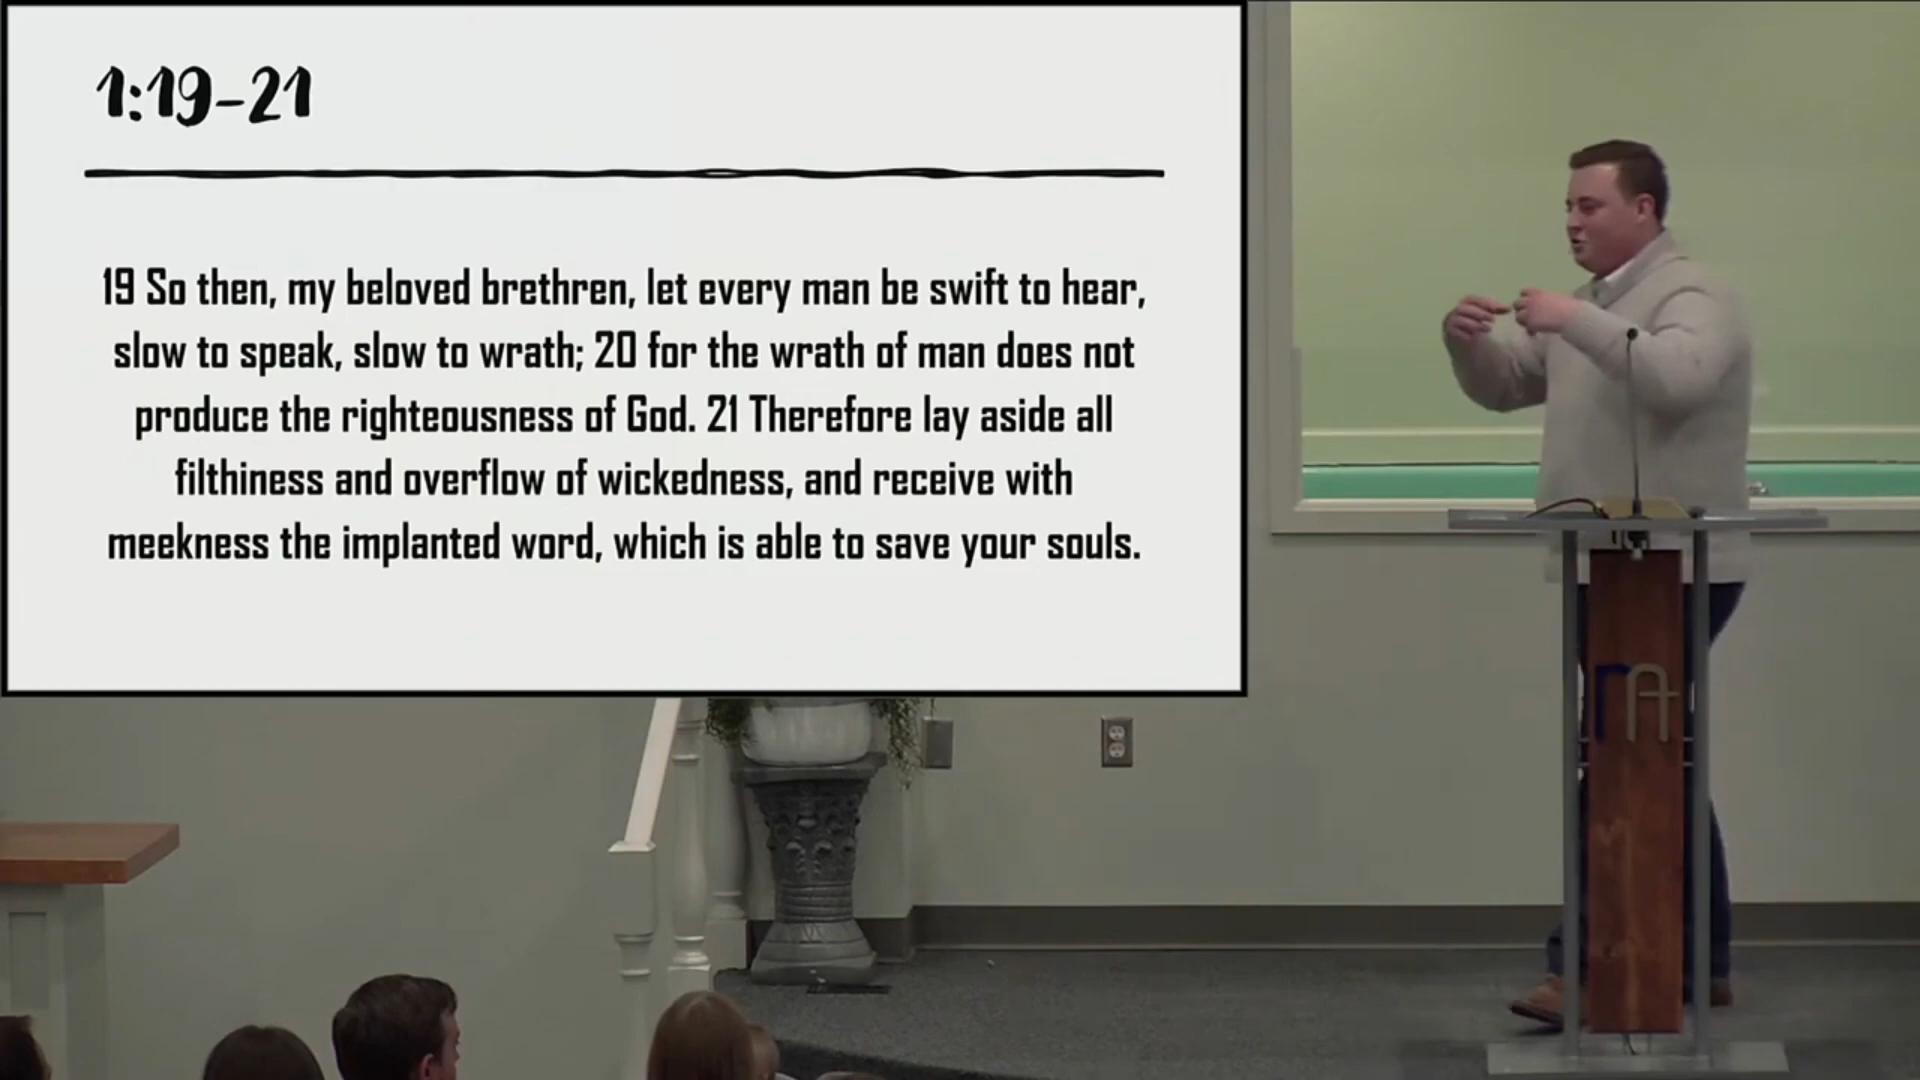 1:19-21
19 So then, my beloved brethren, let every man be swift to hear,
slow to speak, slow to wrath; 20 for the wrath of man does not
produce the righteousness of God. 21 Therefore lay aside all
filthiness and overflow of wickedness, and receive with
meekness the implanted word, which is able to save your souls.